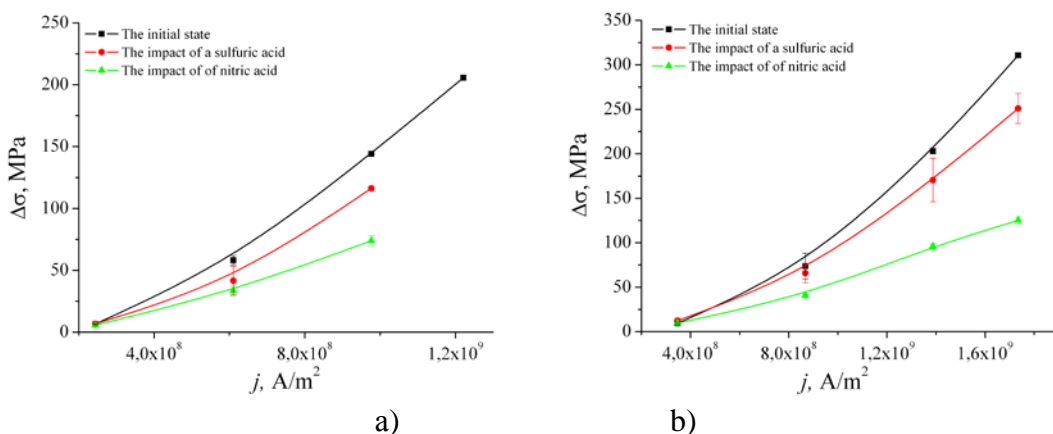 250
200
150
100
50
0
Δσ, MPa
The initial state
The impact of a sulfuric acid
The impact of of nitric acid
4,0x10⁸
8,0x10⁸
1,2x10⁹
j, A/m²
a)
350
300
250
200
150
100
50
0
Δσ, MPa
The initial state
The impact of a sulfuric acid
The impact of of nitric acid
4,0x10⁸
8,0x10⁸
1,2x10⁹
1,6x10⁹
j, A/m²
b)